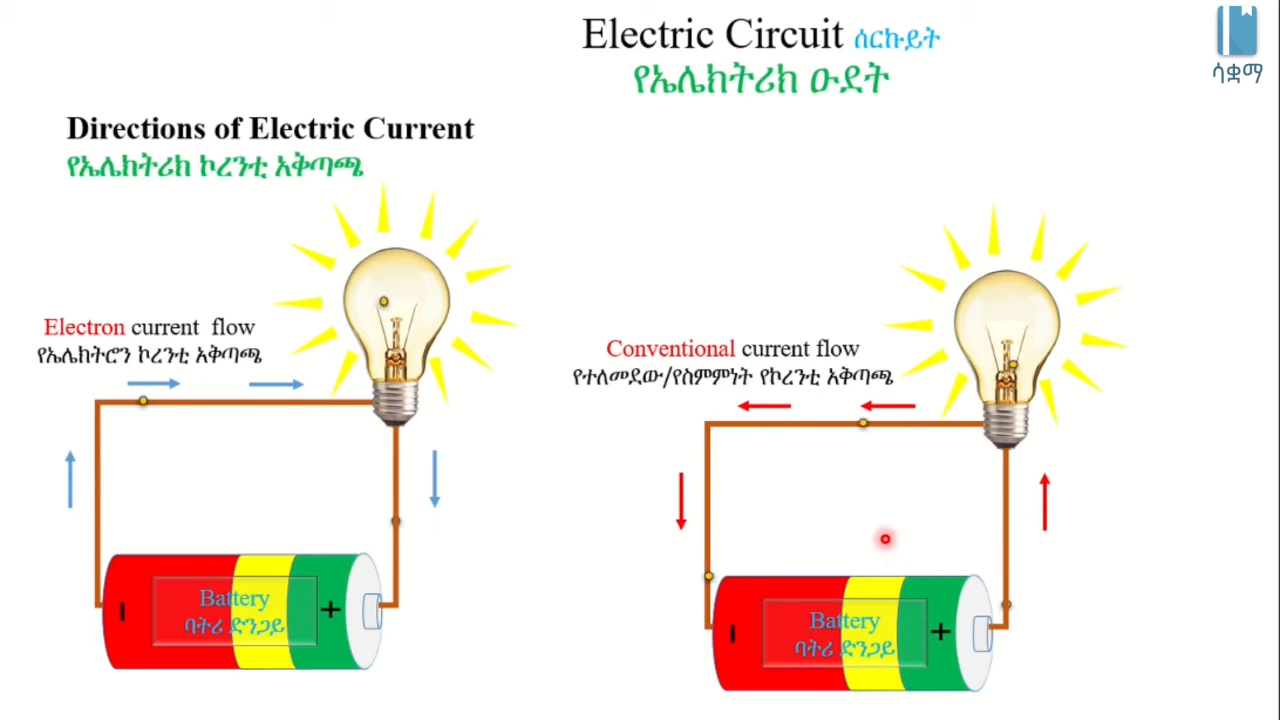 Electric Circuit ሰርኩይት
የኤሌክትሪክ ዑደት
ሳቋማ
Directions of Electric Current
የኤሌክትሪክ ኮረንቲ አቅጣጫ
Electron current flow
የኤሌክትሮን ኮረንቲ አቅጣጫ
Conventional current flow
የተለመደው/የስምምነት የኮረንቲ አቅጣጫ
- Battery +
ባትሪ ድንጋይ
- Battery +
ባትሪ ድንጋይ